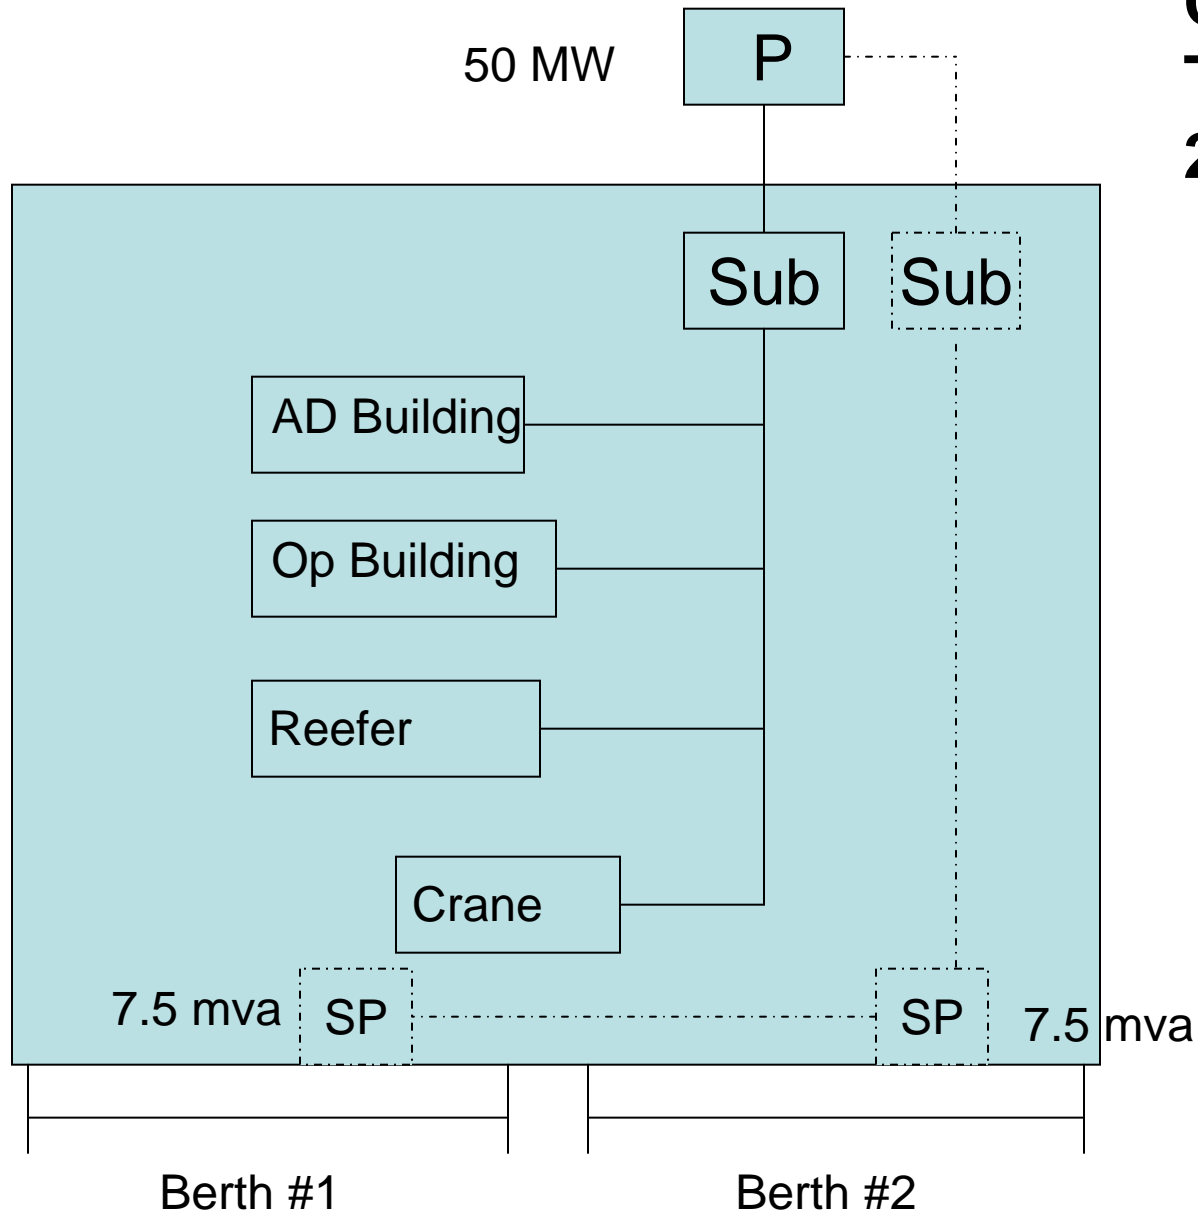 50 MW
P
Sub
Sub
AD Building
Op Building
Reefer
Crane
7.5 mva
SP
SP
7.5 mva
Berth #1
Berth #2